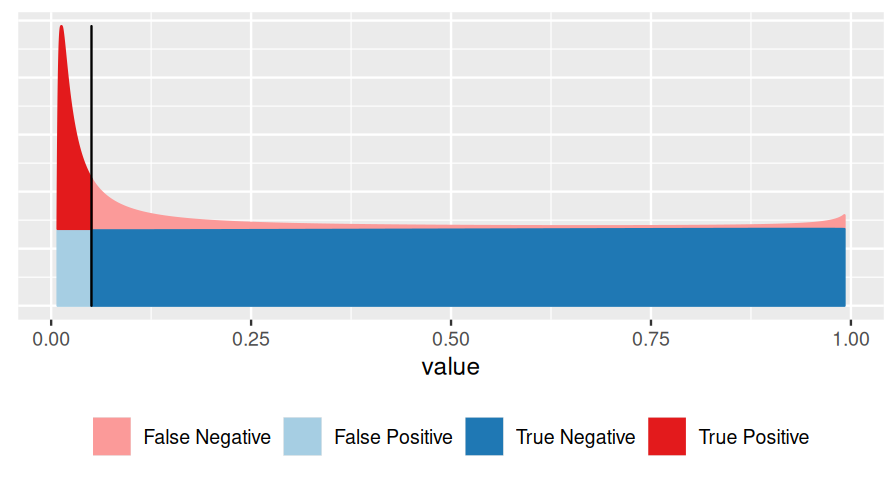 0.00 0.25 0.50 0.75 1.00
value
False Negative False Positive True Negative True Positive